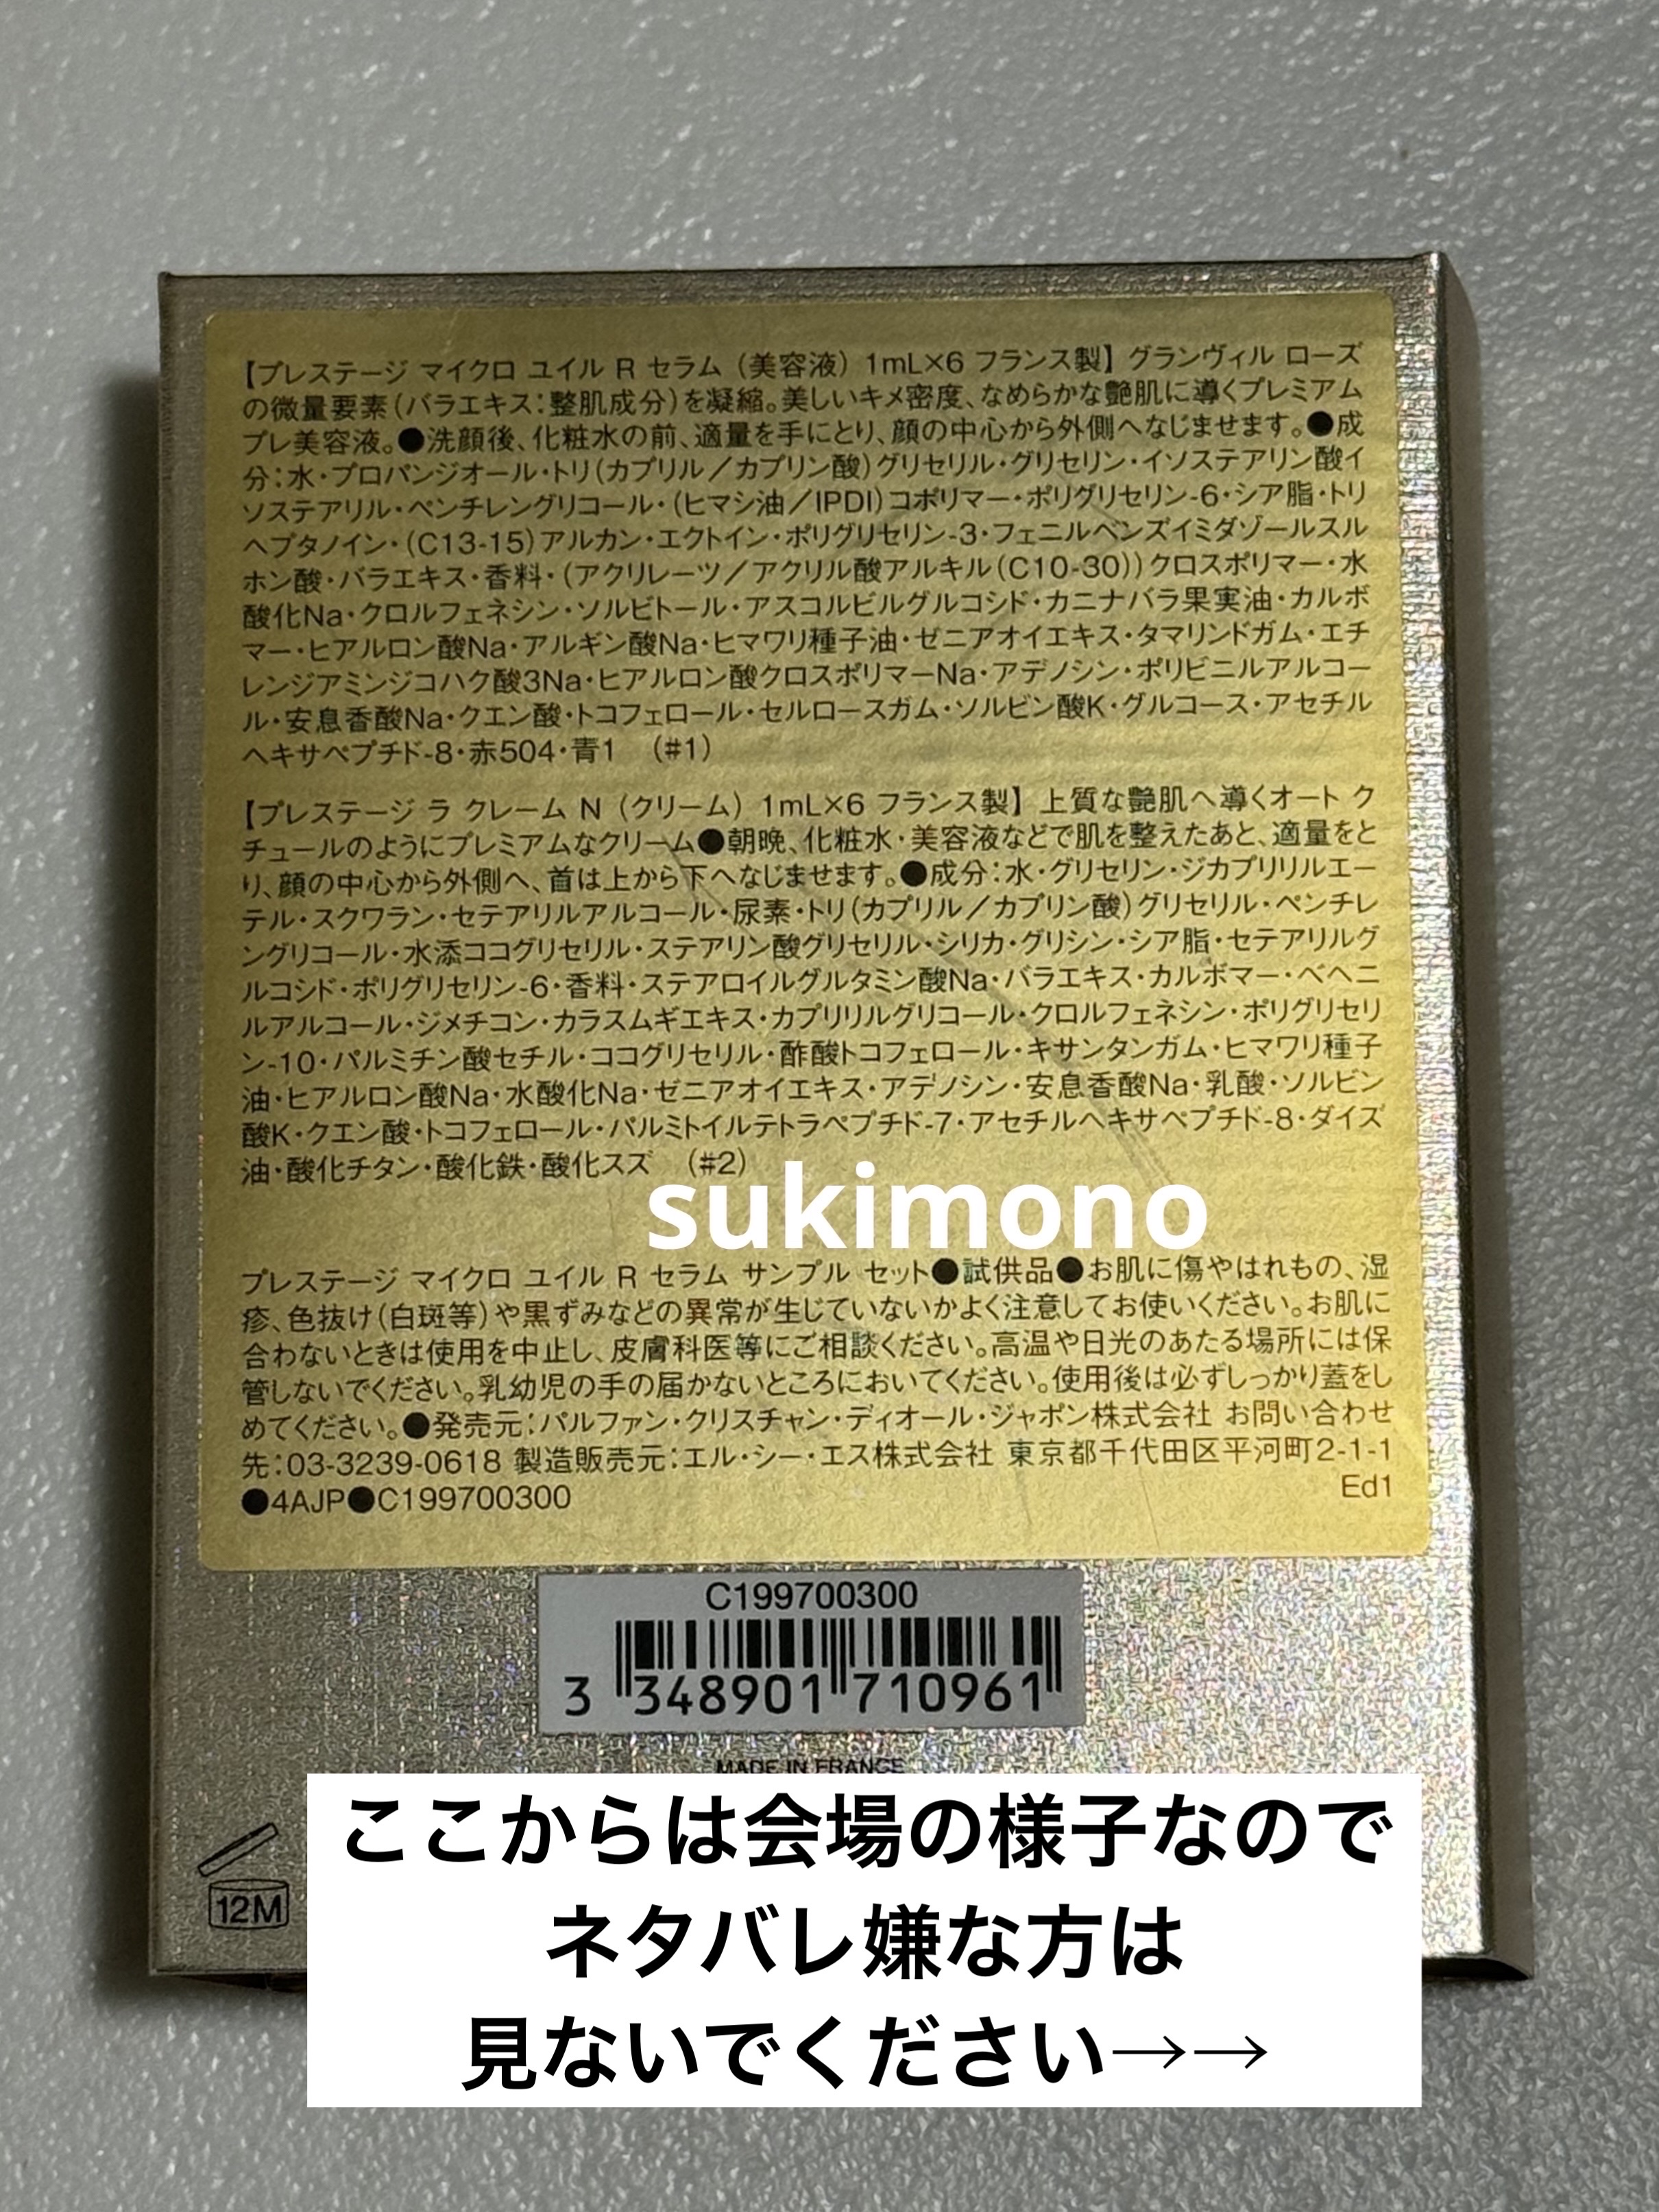 【プレステージ マイクロ ユイル R セラム （美容液） 1mL×6 フランス製】 グランヴィル ローズ
の微量要素（バラエキス：整肌成分）を凝縮。美しいキメ密度、なめらかな艶肌に導くプレミアム
プレ美容液。●洗顔後、化粧水の前、適量を手にとり、顔の中心から外側へなじませます。●成
分：水・プロパンジオール・トリ（カプリル／カプリン酸）グリセリル・グリセリン・イソステアリン酸イ
ソステアリル・ペンチレングリコール・（ヒマシ油／IPDI）コポリマー・ポリグリセリン-6・シア脂・トリ
ヘプタノイン・（C13-15）アルカン・エクトイン・ポリグリセリン-3・フェニルベンズイミダゾールスル
ホン酸・バラエキス・香料・（アクリレーツ／アクリル酸アルキル（C10-30））クロスポリマー・水
酸化Na・クロルフェネシン・ソルビトール・アスコルビルグルコシド・カニナバラ果実油・カルボ
マー・ヒアルロン酸Na・アルギン酸Na・ヒマワリ種子油・ゼニアオイエキス・タマリンドガム・エチ
レンジアミンジコハク酸3Na・ヒアルロン酸クロスポリマーNa・アデノシン・ポリビニルアルコー
ル・安息香酸Na・クエン酸・トコフェロール・セルロースガム・ソルビン酸K・グルコース・アセチル
ヘキサペプチド-8・赤504・青1　（#1）
【プレステージ ラ クレーム N （クリーム） 1mL×6 フランス製】 上質な艶肌へ導くオート ク
チュールのようにプレミアムなクリーム●朝晩、化粧水・美容液などで肌を整えたあと、適量をと
り、顔の中心から外側へ、首は上から下へなじませます。●成分：水・グリセリン・ジカプリリルエー
テル・スクワラン・セテアリルアルコール・尿素・トリ（カプリル／カプリン酸）グリセリル・ペンチレ
ングリコール・水添ココグリセリル・ステアリン酸グリセリル・シリカ・グリシン・シア脂・セテアリルグ
ルコシド・ポリグリセリン-6・香料・ステアロイルグルタミン酸Na・バラエキス・カルボマー・ベヘニ
ルアルコール・ジメチコン・カラスムギエキス・カプリリルグリコール・クロルフェネシン・ポリグリセリ
ン-10・パルミチン酸セチル・ココグリセリル・酢酸トコフェロール・キサンタンガム・ヒマワリ種子
油・ヒアルロン酸Na・水酸化Na・ゼニアオイエキス・アデノシン・安息香酸Na・乳酸・ソルビン
酸K・クエン酸・トコフェロール・パルミトイルテトラペプチド-7・アセチルヘキサペプチド-8・ダイズ
油・酸化チタン・酸化鉄・酸化スズ　（#2）
sukimono
プレステージ マイクロ ユイル R セラム サンプル セット●試供品●お肌に傷やはれもの、湿
疹、色抜け（白斑等）や黒ずみなどの異常が生じていないかよく注意してお使いください。お肌に
合わないときは使用を中止し、皮膚科医等にご相談ください。高温や日光のあたる場所には保
管しないでください。乳幼児の手の届かないところにおいてください。使用後は必ずしっかり蓋をし
めてください。●発売元：パルファン・クリスチャン・ディオール・ジャポン株式会社 お問い合わせ
先：03-3239-0618 製造販売元：エル・シー・エス株式会社 東京都千代田区平河町2-1-1
●4AJP●C199700300 Ed1
C199700300
3 348901 710961
MADE IN FRANCE
12M
ここからは会場の様子なので
ネタバレ嫌な方は
見ないでください→→